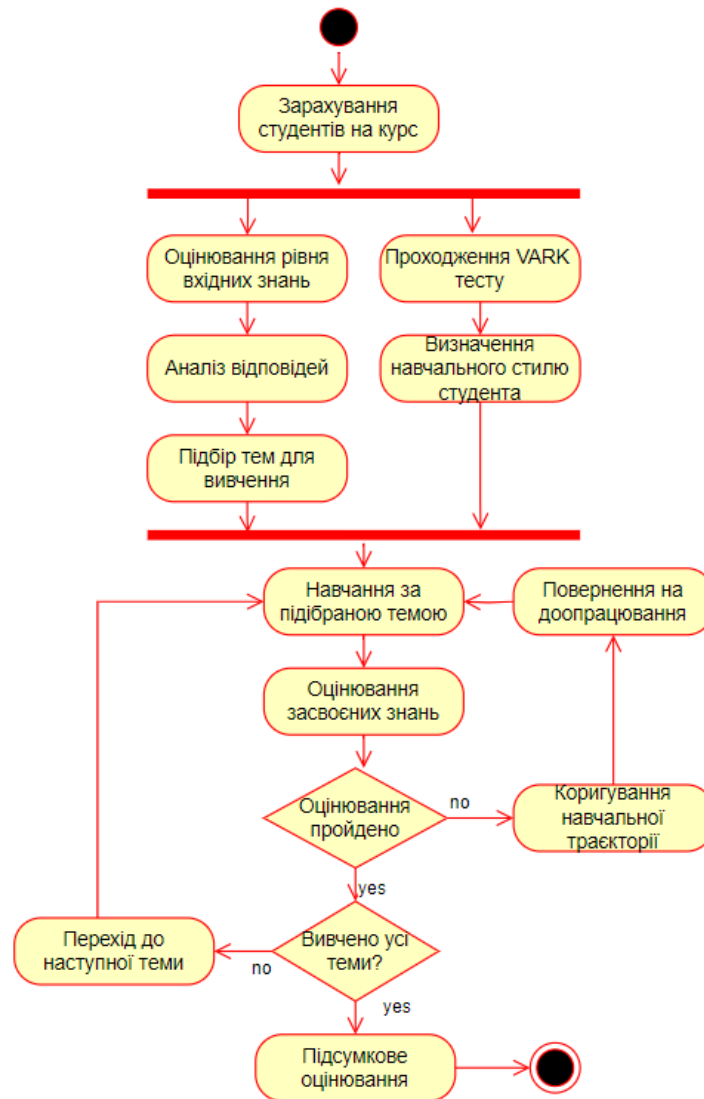 Зарахування
студентів на курс
Оцінювання рівня
вхідних знань
Проходження VARK
тесту
Аналіз відповідей
Визначення
навчального стилю
студента
Підбір тем для
вивчення
Навчання за
підібраною темою
Повернення на
доопрацювання
Оцінювання
засвоєних знань
Оцінювання
пройдено
no
Коригування
навчальної
траєкторії
yes
Вивчено усі
теми?
no
Перехід до
наступної теми
yes
Підсумкове
оцінювання